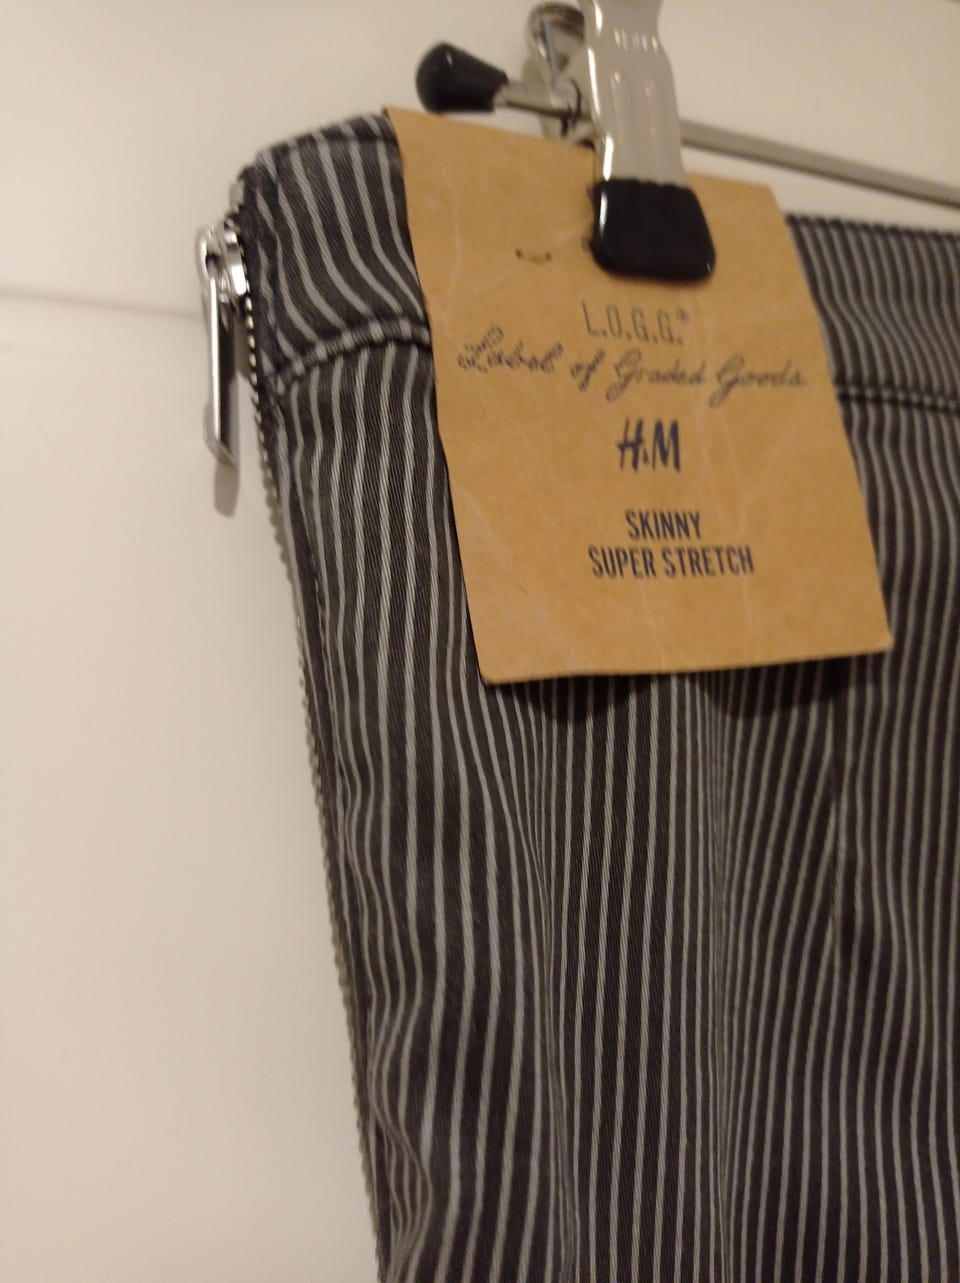 L.O.G.G.®
Label of Graded Goods
H&M
SKINNY
SUPER STRETCH